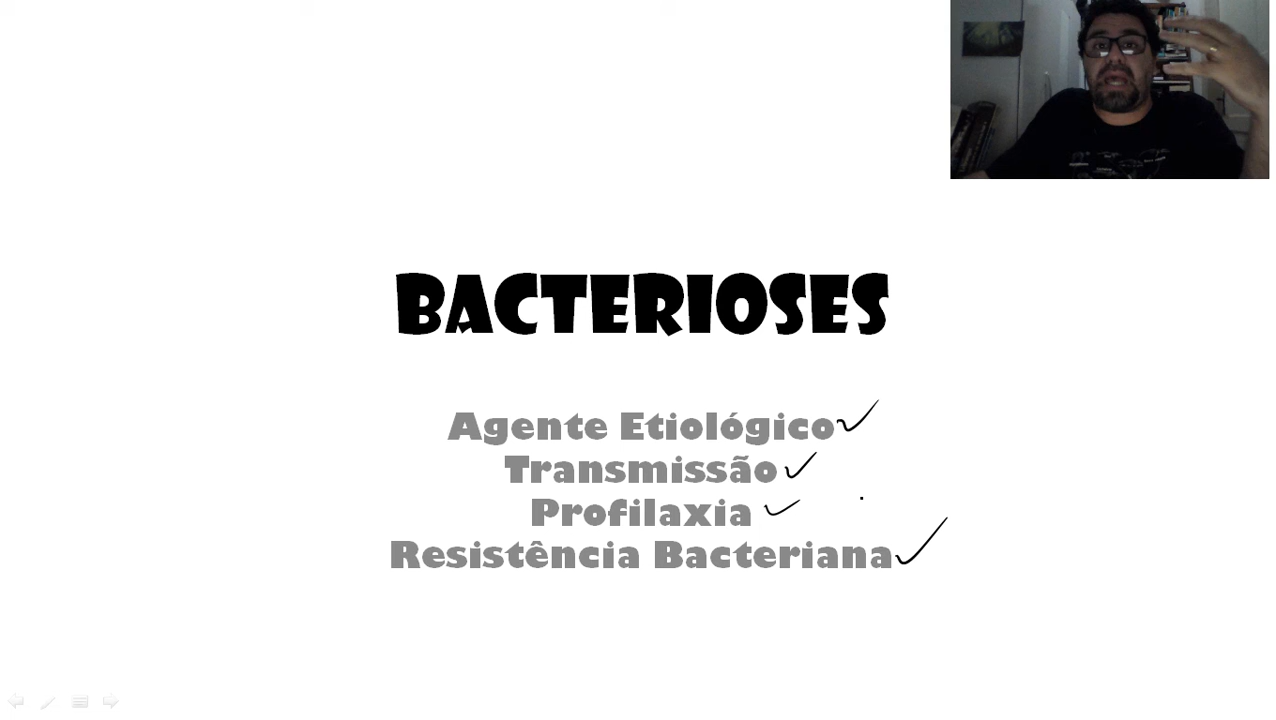 BACTERIOSES
Agente Etiológico
Transmissão
Profilaxia
Resistência Bacteriana